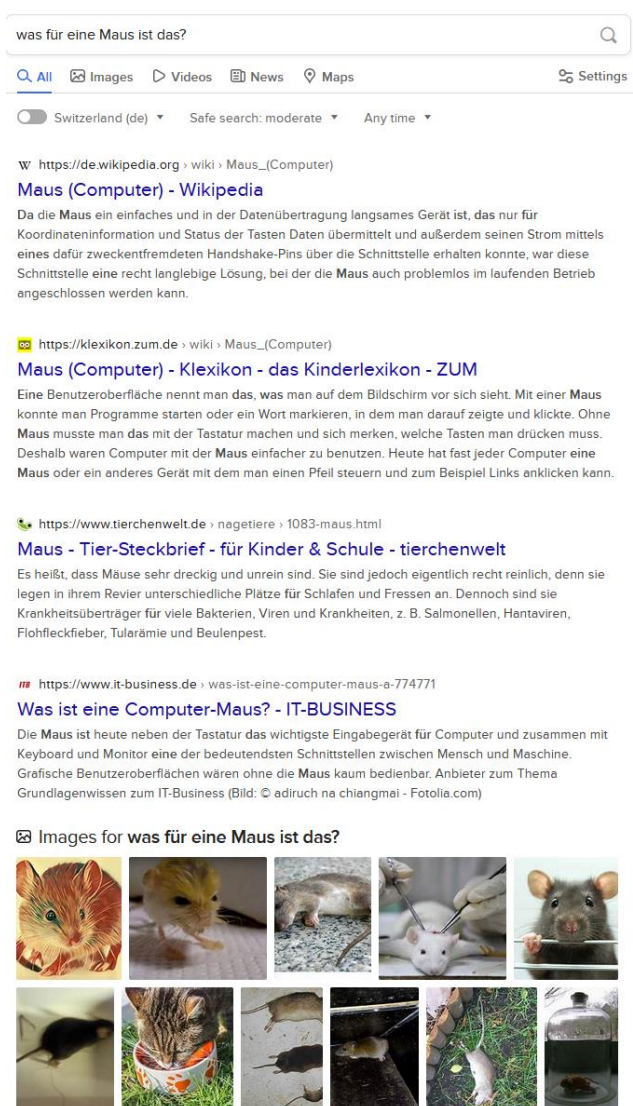 was für eine Maus ist das?
All Images Videos News Maps Settings
Switzerland (de) Safe search: moderate Any time
W https://de.wikipedia.org › wiki › Maus_(Computer)
Maus (Computer) - Wikipedia
Da die Maus ein einfaches und in der Datenübertragung langsames Gerät ist, das nur für
Koordinateninformation und Status der Tasten Daten übermittelt und außerdem seinen Strom mittels
eines dafür zweckentfremdeten Handshake-Pins über die Schnittstelle erhalten konnte, war diese
Schnittstelle eine recht langlebige Lösung, bei der die Maus auch problemlos im laufenden Betrieb
angeschlossen werden kann.
https://klexikon.zum.de › wiki › Maus_(Computer)
Maus (Computer) - Klexikon - das Kinderlexikon - ZUM
Eine Benutzeroberfläche nennt man das, was man auf dem Bildschirm vor sich sieht. Mit einer Maus
konnte man Programme starten oder ein Wort markieren, in dem man darauf zeigte und klickte. Ohne
Maus musste man das mit der Tastatur machen und sich merken, welche Tasten man drücken muss.
Deshalb waren Computer mit der Maus einfacher zu benutzen. Heute hat fast jeder Computer eine
Maus oder ein anderes Gerät mit dem man einen Pfeil steuern und zum Beispiel Links anklicken kann.
https://www.tierchenwelt.de › nagetiere › 1083-maus.html
Maus - Tier-Steckbrief - für Kinder & Schule - tierchenwelt
Es heißt, dass Mäuse sehr dreckig und unrein sind. Sie sind jedoch eigentlich recht reinlich, denn sie
legen in ihrem Revier unterschiedliche Plätze für Schlafen und Fressen an. Dennoch sind sie
Krankheitsüberträger für viele Bakterien, Viren und Krankheiten, z. B. Salmonellen, Hantaviren,
Flohfleckfieber, Tularämie und Beulenpest.
ITB https://www.it-business.de › was-ist-eine-computer-maus-a-774771
Was ist eine Computer-Maus? - IT-BUSINESS
Die Maus ist heute neben der Tastatur das wichtigste Eingabegerät für Computer und zusammen mit
Keyboard und Monitor eine der bedeutendsten Schnittstellen zwischen Mensch und Maschine.
Grafische Benutzeroberflächen wären ohne die Maus kaum bedienbar. Anbieter zum Thema
Grundlagenwissen zum IT-Business (Bild: © adiruch na chiangmai - Fotolia.com)
Images for was für eine Maus ist das?